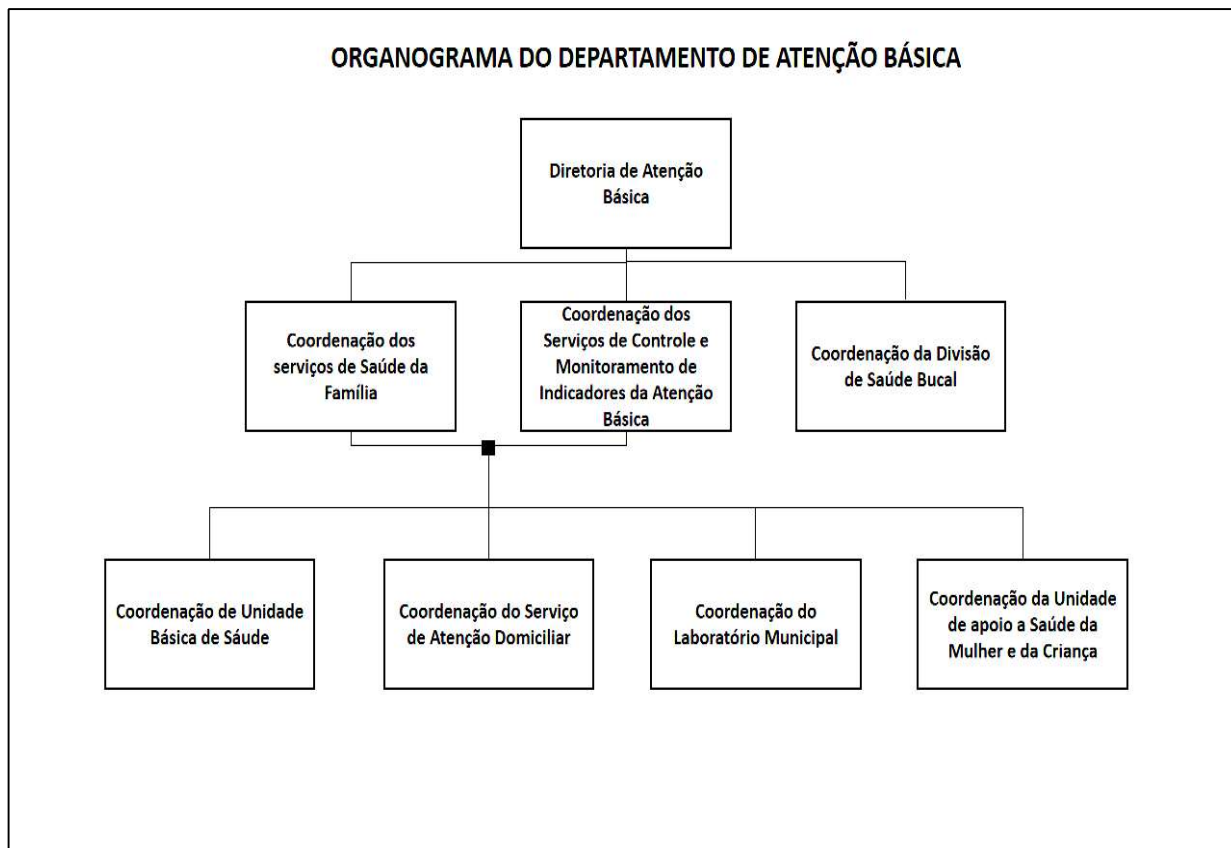 ORGANOGRAMA DO DEPARTAMENTO DE ATENÇÃO BÁSICA
Diretoria de Atenção
Básica
Coordenação dos
serviços de Saúde da
Família
Coordenação dos
Serviços de Controle e
Monitoramento de
Indicadores da Atenção
Básica
Coordenação da Divisão
de Saúde Bucal
Coordenação de Unidade
Básica de Sáude
Coordenação do Serviço
de Atenção Domiciliar
Coordenação do
Laboratório Municipal
Coordenação da Unidade
de apoio a Saúde da
Mulher e da Criança